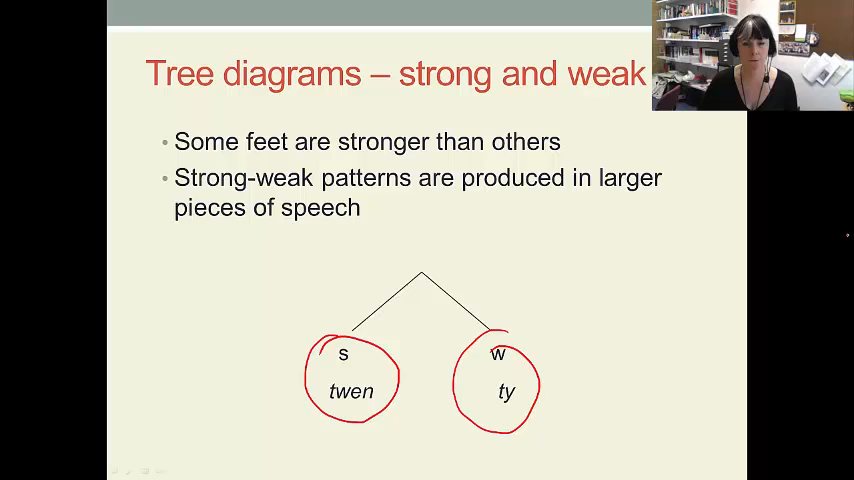 Tree diagrams – strong and weak
• Some feet are stronger than others
• Strong-weak patterns are produced in larger
pieces of speech
s w
twen ty